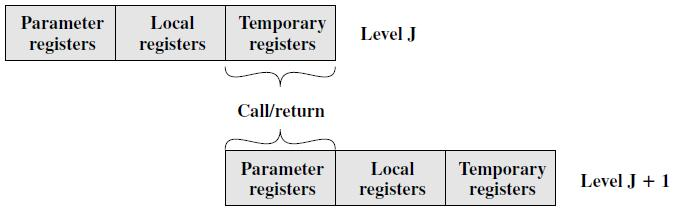 Parameter registers
Local registers
Temporary registers
Level J
Call/return
Parameter registers
Local registers
Temporary registers
Level J + 1